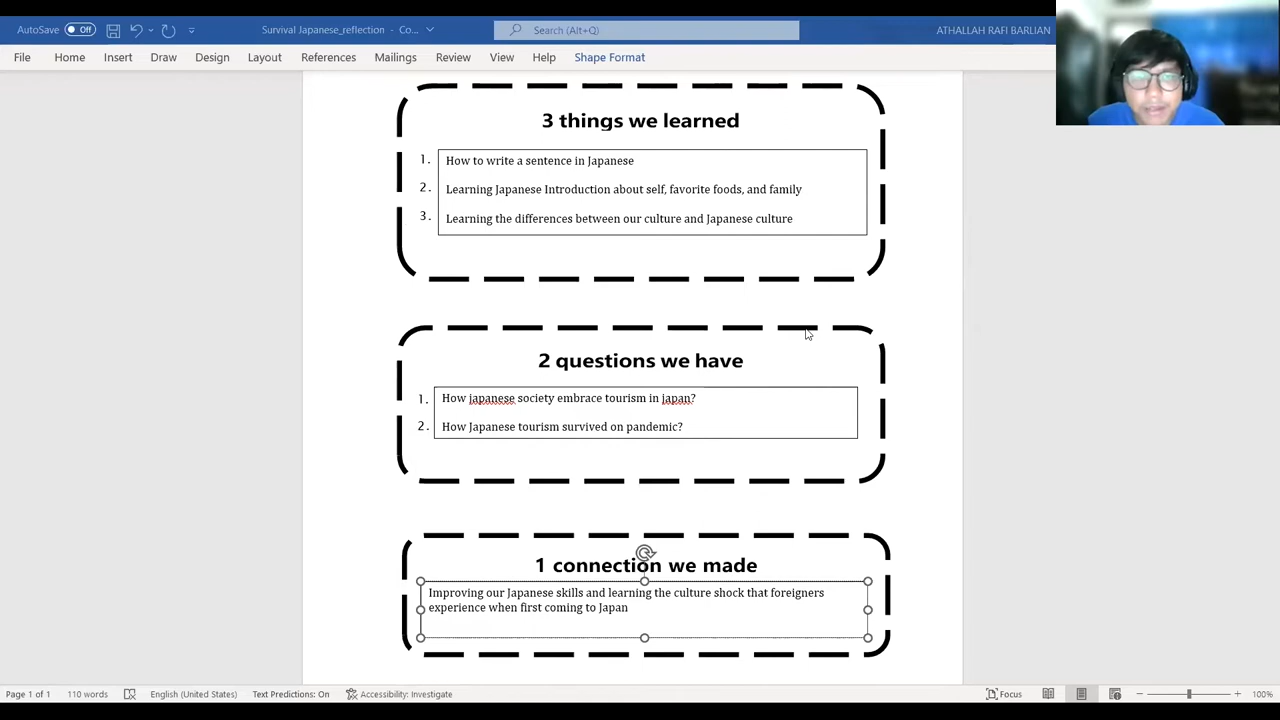 AutoSave Off Survival Japanese_reflection - Co... Search (Alt+Q) ATHALLAH RAFI BARLIAN
File Home Insert Draw Design Layout References Mailings Review View Help Shape Format
3 things we learned
1. How to write a sentence in Japanese
2. Learning Japanese Introduction about self, favorite foods, and family
3. Learning the differences between our culture and Japanese culture
2 questions we have
1. How japanese society embrace tourism in japan?
2. How Japanese tourism survived on pandemic?
1 connection we made
Improving our Japanese skills and learning the culture shock that foreigners
experience when first coming to Japan
Page 1 of 1 110 words English (United States) Text Predictions: On Accessibility: Investigate Focus 100%